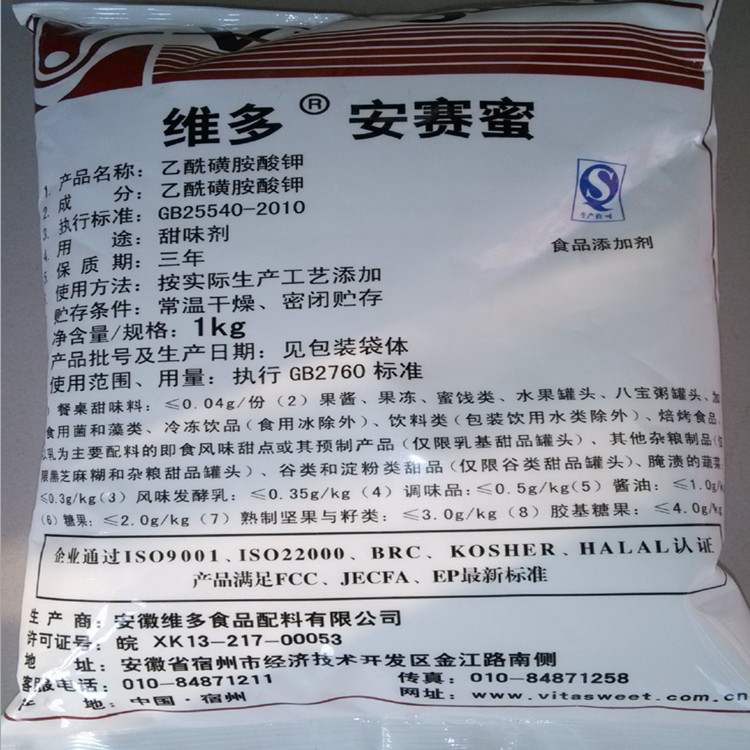 维多® 安赛蜜
1. 产品名称：乙酰磺胺酸钾
2. 成 分：乙酰磺胺酸钾
3. 执行标准：GB25540-2010
4. 用 途：甜味剂
5 保 质 期：三年
使用方法：按实际生产工艺添加
贮存条件：常温干燥、密闭贮存
净含量/规格：1kg
产品批号及生产日期：见包装袋体
使用范围、用量：执行 GB2760 标准
生产许可
食品添加剂
）餐桌甜味料：≤0.04g/份（2）果酱、果冻、蜜饯类、水果罐头、八宝粥罐头、加
食用菌和藻类、冷冻饮品（食用冰除外）、饮料类（包装饮用水类除外）、焙烤食品、
以乳为主要配料的即食风味甜点或其预制产品（仅限乳基甜品罐头）、其他杂粮制品（仅
限黑芝麻糊和杂粮甜品罐头）、谷类和淀粉类甜品（仅限谷类甜品罐头）、腌渍的蔬菜
≤0.3g/kg（3）风味发酵乳：≤0.35g/kg（4）调味品：≤0.5g/kg（5）酱油：≤1.0g/k
（6）糖果：≤2.0g/kg（7）熟制坚果与籽类：≤3.0g/kg（8）胶基糖果：≤4.0g/k
企业通过ISO9001、ISO22000、BRC、KOSHER、HALAL认证
产品满足FCC、JECFA、EP最新标准
生 产 商：安徽维多食品配料有限公司
许可证号：皖 XK13-217-00053
地 址：安徽省宿州市经济技术开发区金江路南侧
客服电话：010-84871211 传真：010-84871258
产 地：中国·宿州 网址：www.vitasweet.com.cn